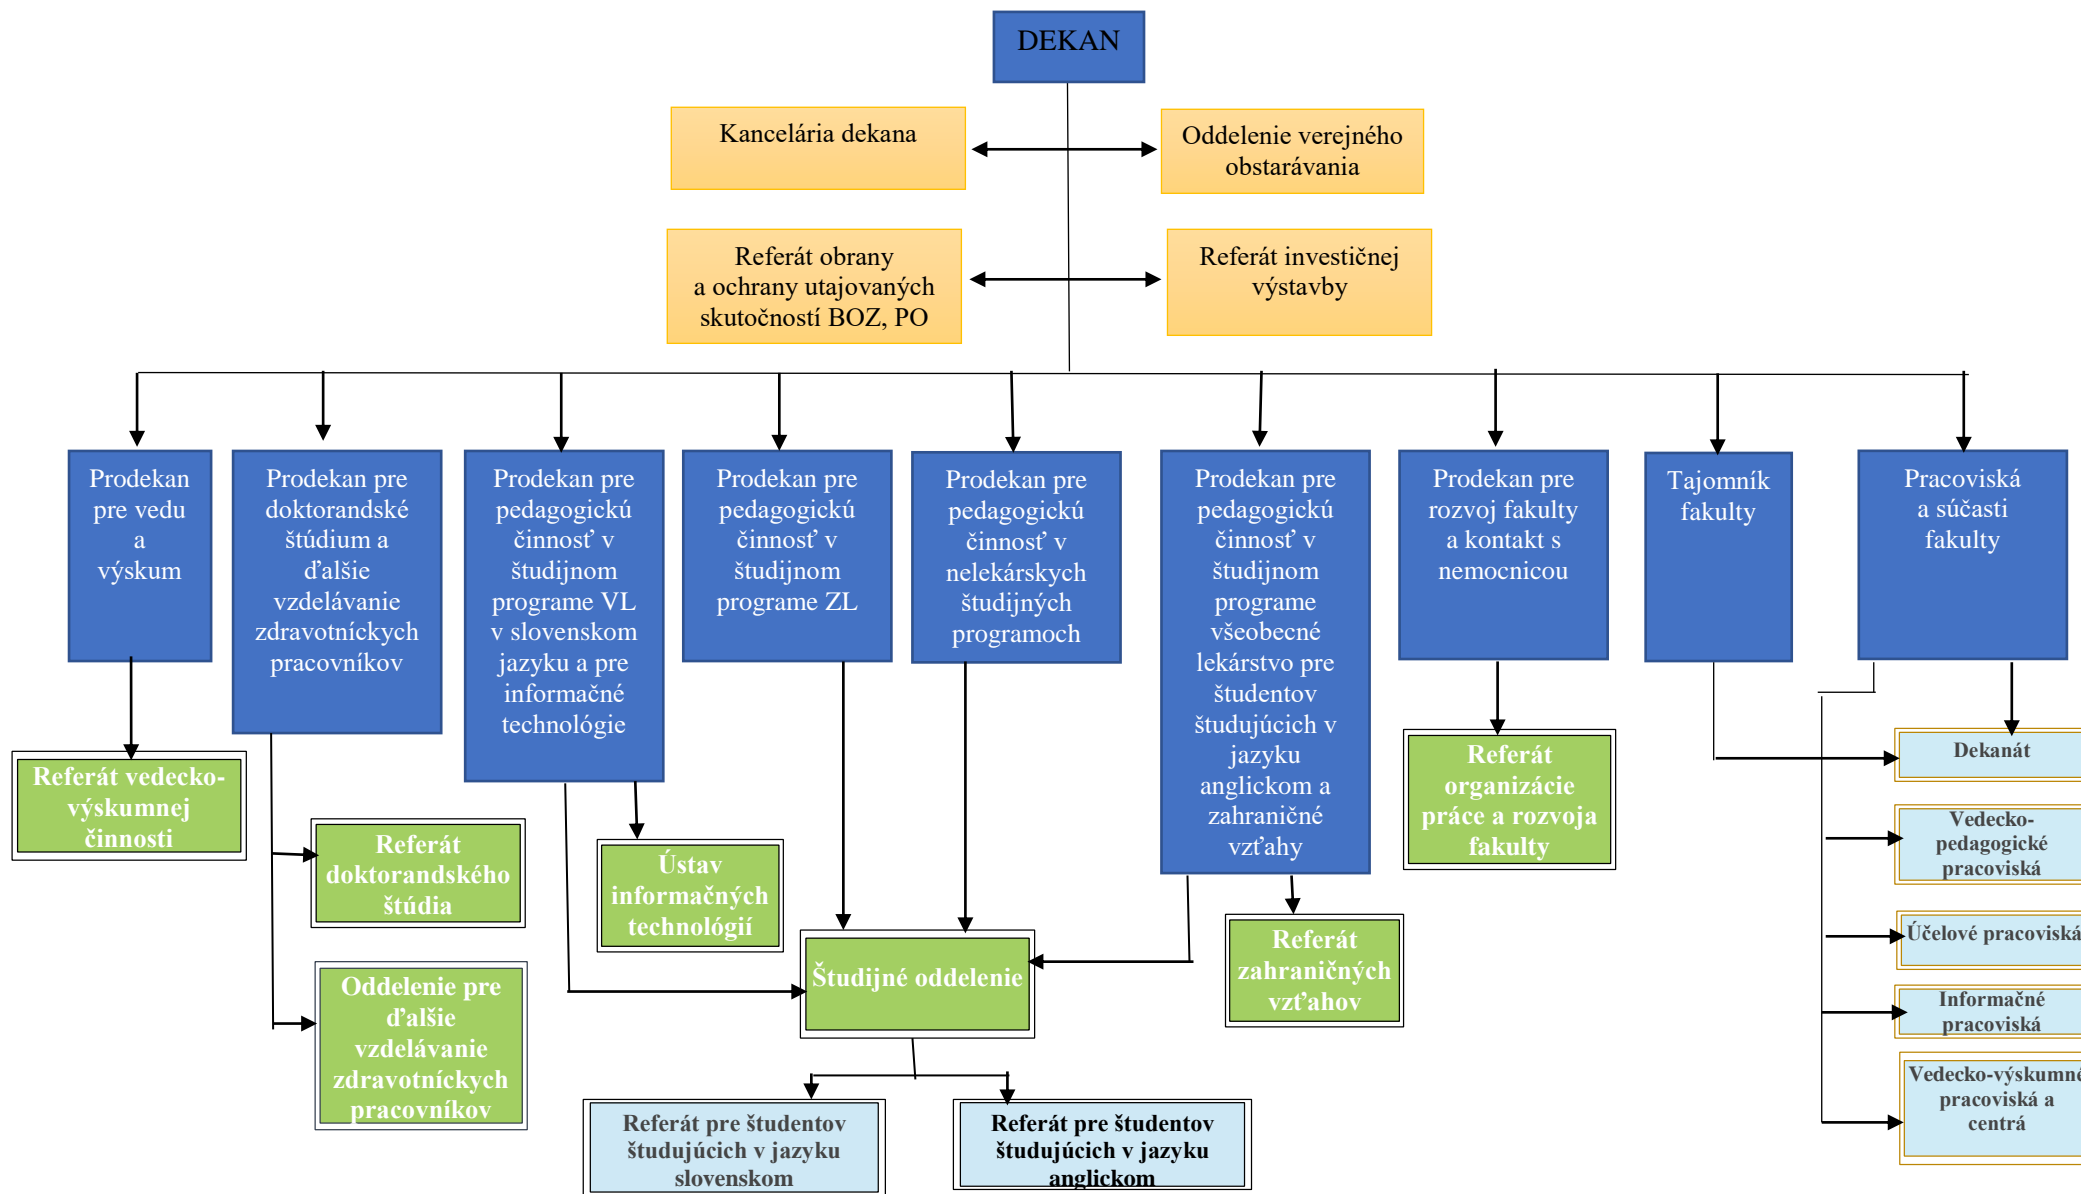 DEKAN
Kancelária dekana
Oddelenie verejného
obstarávania
Referát obrany
a ochrany utajovaných
skutočností BOZ, PO
Referát investičnej
výstavby
Prodekan
pre vedu
a
výskum
Prodekan pre
doktorandské
štúdium a
ďalšie
vzdelávanie
zdravotníckych
pracovníkov
Prodekan pre
pedagogickú
činnosť v
študijnom
programe VL
v slovenskom
jazyku a pre
informačné
technológie
Prodekan pre
pedagogickú
činnosť v
študijnom
programe ZL
Prodekan pre
pedagogickú
činnosť v
nelekárskych
študijných
programoch
Prodekan pre
pedagogickú
činnosť v
študijnom
programe
všeobecné
lekárstvo pre
študentov
študujúcich v
jazyku
anglickom a
zahraničné
vzťahy
Prodekan pre
rozvoj fakulty
a kontakt s
nemocnicou
Tajomník
fakulty
Pracoviská
a súčasti
fakulty
Referát vedecko-
výskumnej
činnosti
Referát
doktorandského
štúdia
Oddelenie pre
ďalšie
vzdelávanie
zdravotníckych
pracovníkov
Ústav
informačných
technológií
Študijné oddelenie
Referát
zahraničných
vzťahov
Referát
organizácie
práce a rozvoja
fakulty
Dekanát
Vedecko-
pedagogické
pracoviská
Účelové pracoviská
Informačné
pracoviská
Vedecko-výskumné
pracoviská a
centrá
Referát pre študentov
študujúcich v jazyku
slovenskom
Referát pre študentov
študujúcich v jazyku
anglickom